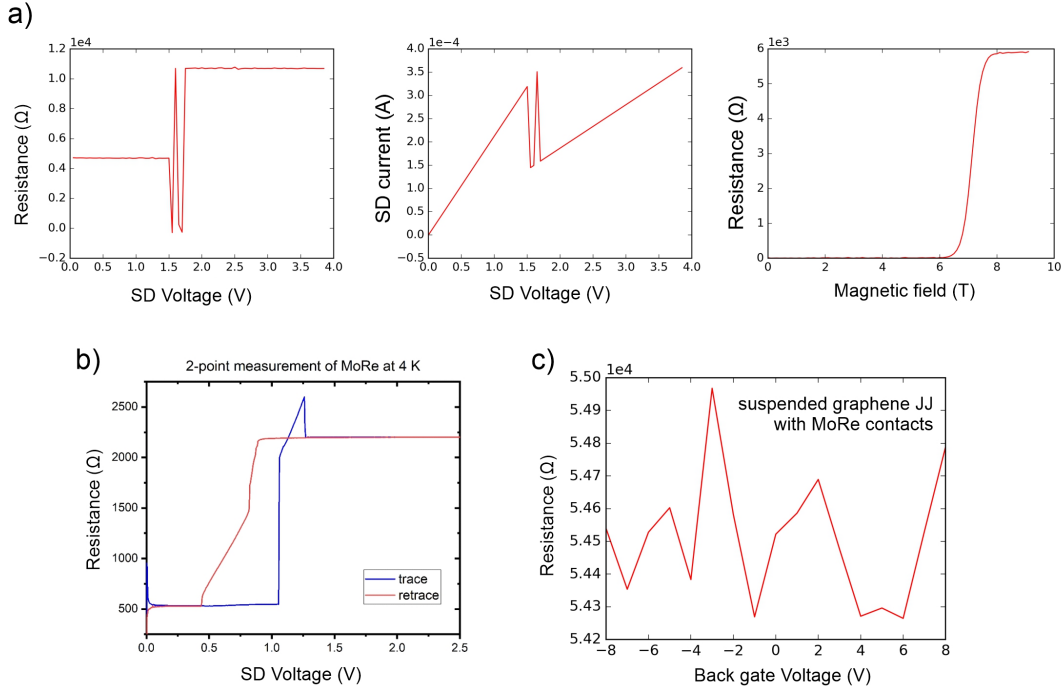 a)
1e4
1.2
1.0
0.8
0.6
0.4
0.2
0.0
−0.2
0.0 0.5 1.0 1.5 2.0 2.5 3.0 3.5 4.0
Resistance (Ω)
SD Voltage (V)
1e−4
4.0
3.5
3.0
2.5
2.0
1.5
1.0
0.5
0.0
−0.5
0.0 0.5 1.0 1.5 2.0 2.5 3.0 3.5 4.0
SD current (A)
SD Voltage (V)
1e3
6
5
4
3
2
1
0
0 2 4 6 8 10
Resistance (Ω)
Magnetic field (T)
b)
2-point measurement of MoRe at 4 K
2500
2000
1500
1000
500
0.0 0.5 1.0 1.5 2.0 2.5
Resistance (Ω)
SD Voltage (V)
trace
retrace
c)
1e4
5.50
5.49
5.48
5.47
5.46
5.45
5.44
5.43
5.42
−8 −6 −4 −2 0 2 4 6 8
Resistance (Ω)
Back gate Voltage (V)
suspended graphene JJ
with MoRe contacts